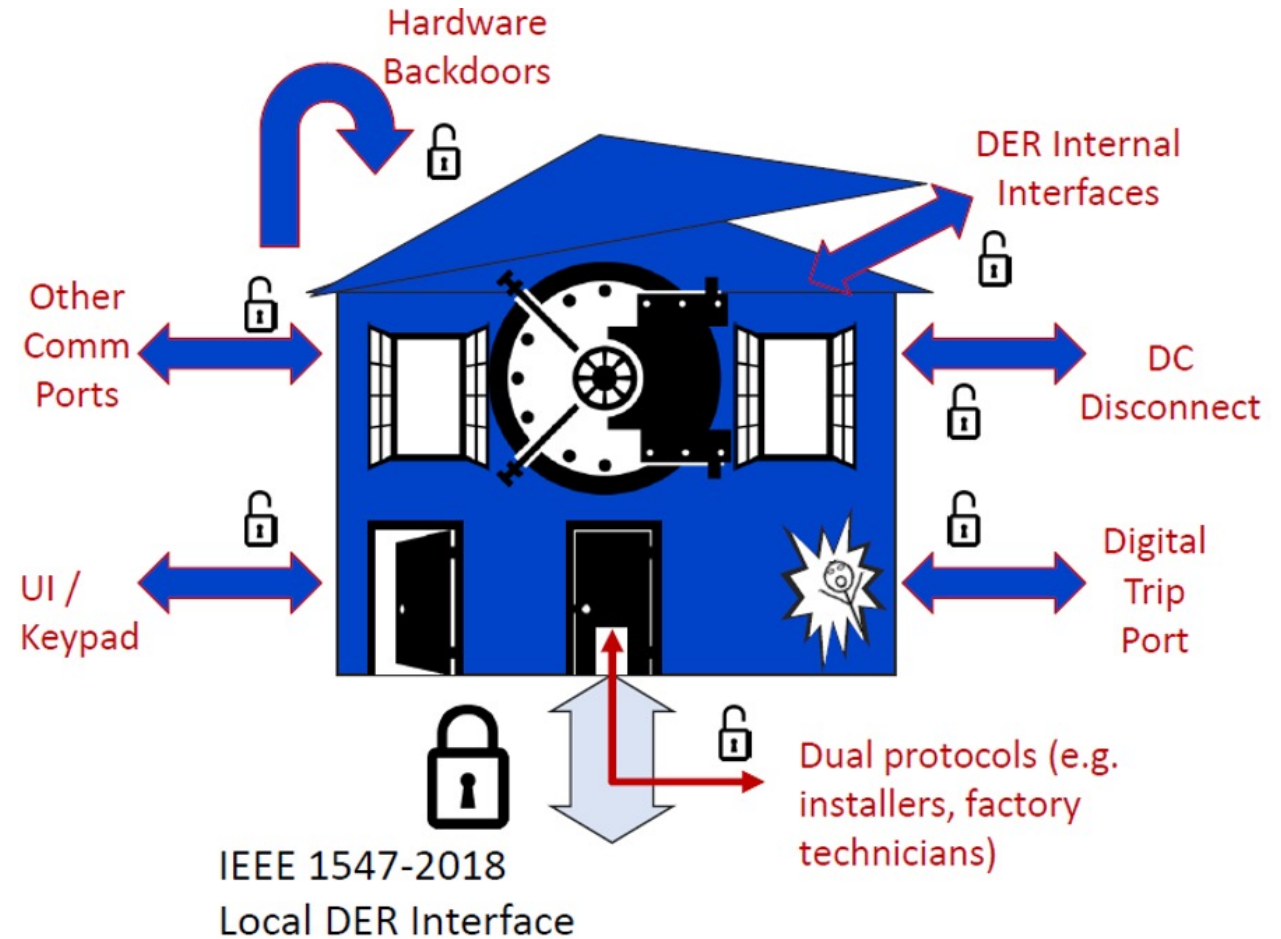 Hardware
Backdoors
DER Internal
Interfaces
Other
Comm
Ports
DC
Disconnect
UI /
Keypad
Digital
Trip
Port
Dual protocols (e.g.
installers, factory
technicians)
IEEE 1547-2018
Local DER Interface